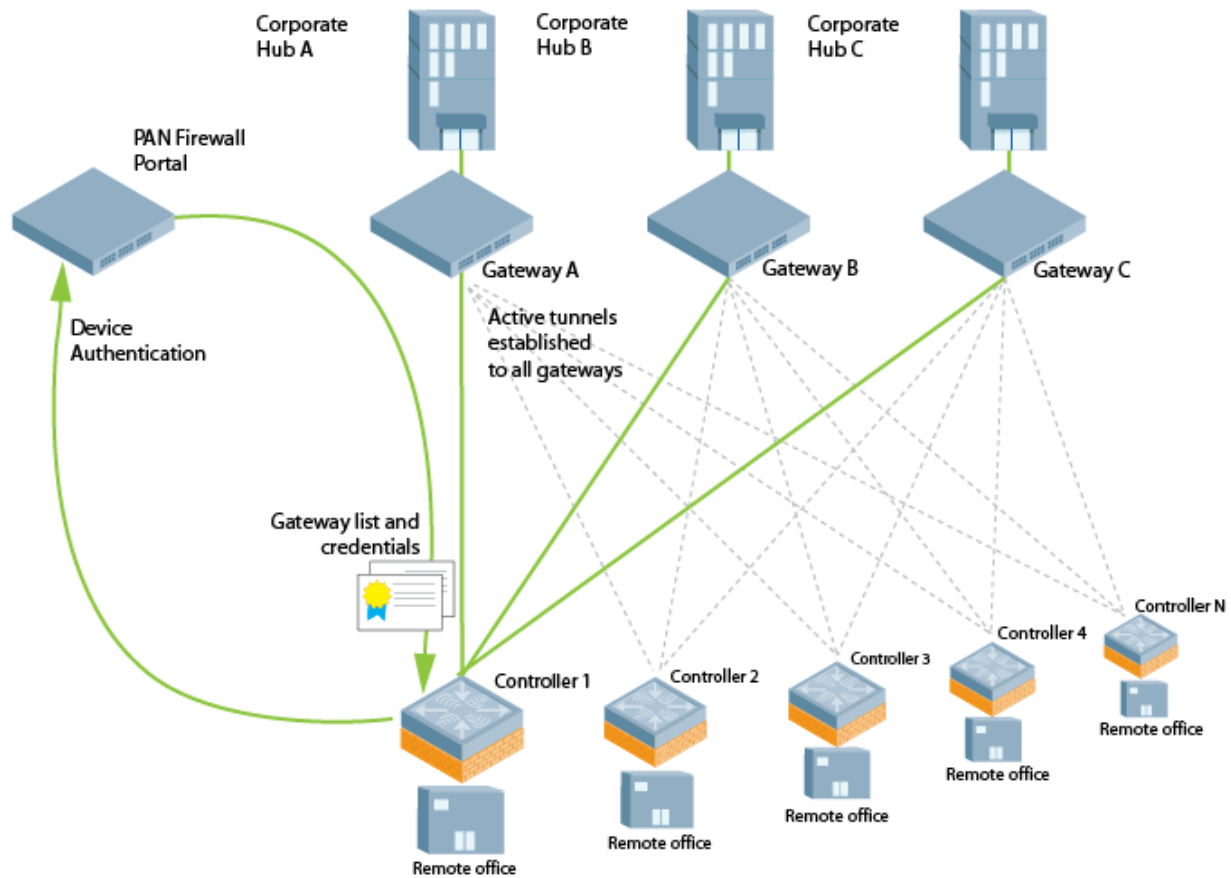 Corporate
Hub A
Corporate
Hub B
Corporate
Hub C
PAN Firewall
Portal
Gateway A
Gateway B
Gateway C
Device
Authentication
Active tunnels
established
to all gateways
Gateway list and
credentials
Controller 1
Controller 2
Controller 3
Controller 4
Controller N
Remote office
Remote office
Remote office
Remote office
Remote office